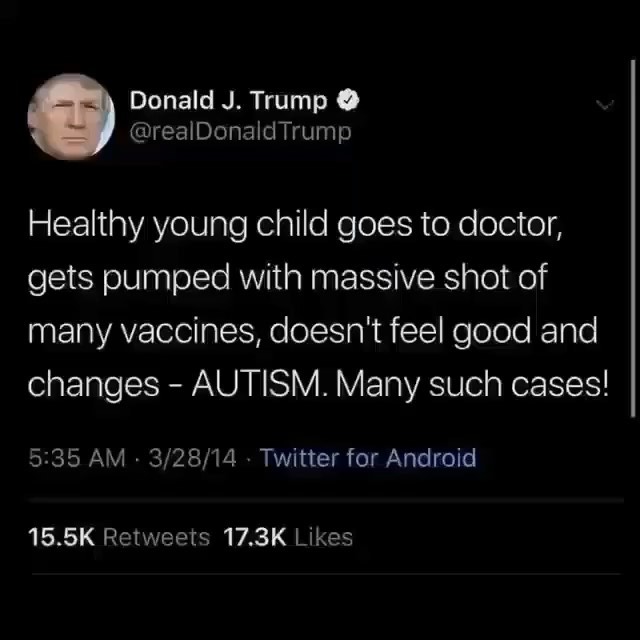 Donald J. Trump
@realDonaldTrump
Healthy young child goes to doctor,
gets pumped with massive shot of
many vaccines, doesn't feel good and
changes - AUTISM. Many such cases!
5:35 AM · 3/28/14 · Twitter for Android
15.5K Retweets 17.3K Likes